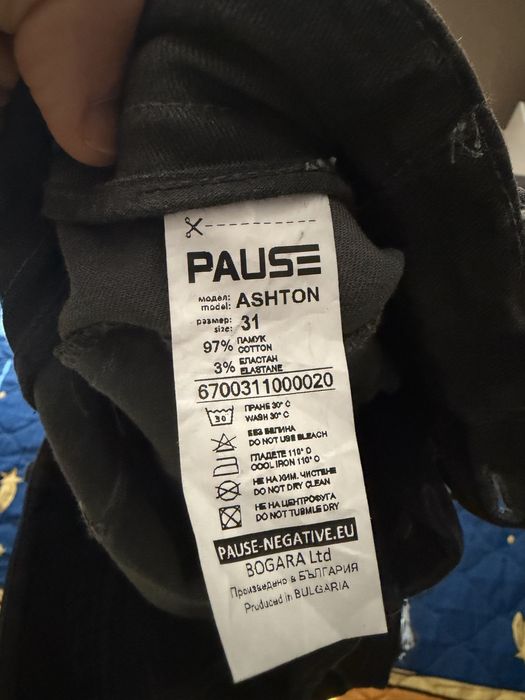 PAUSE
модел:
model: ASHTON
размер:
size: 31
97% ПАМУК
COTTON
3% ЕЛАСТАН
ELASTANE
6700311000020
30
ПРАНЕ 30° C
WASH 30° C
БЕЗ БЕЛИНА
DO NOT USE BLEACH
ГЛАДЕТЕ 110° C
COOL IRON 110° C
НЕ НА ХИМ. ЧИСТЕНЕ
DO NOT DRY CLEAN
НЕ НА ЦЕНТРОФУГА
DO NOT TUMBLE DRY
PAUSE-NEGATIVE.EU
BOGARA Ltd
Произведено в БЪЛГАРИЯ
Produced in BULGARIA